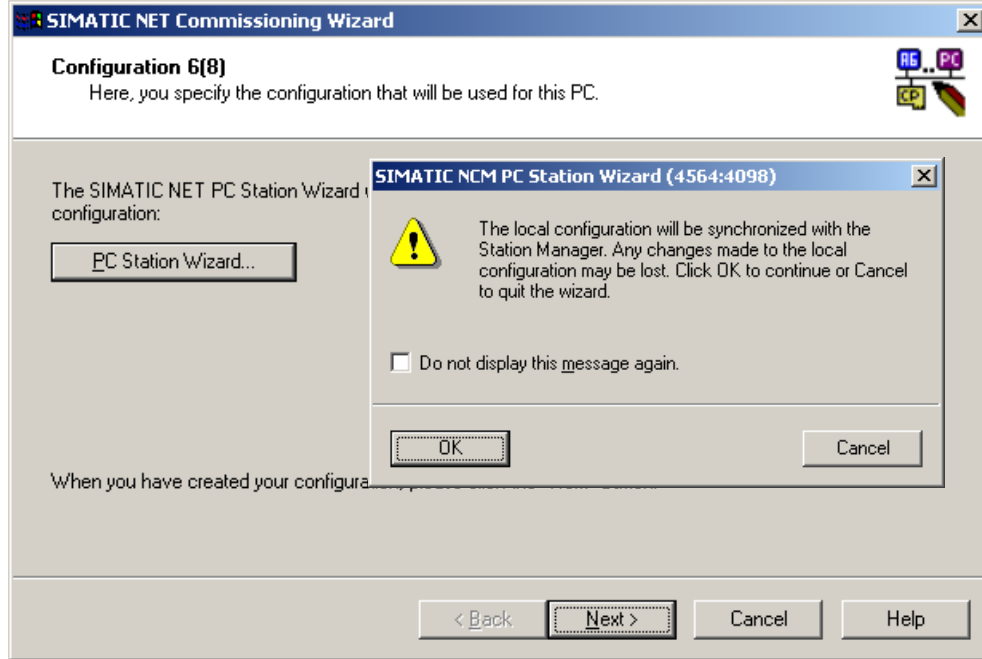 SIMATIC NET Commissioning Wizard
Configuration 6(8)
Here, you specify the configuration that will be used for this PC.
AG
PC
CP
The SIMATIC NET PC Station Wizard
configuration:
PC Station Wizard...
SIMATIC NCM PC Station Wizard (4564:4098)
The local configuration will be synchronized with the
Station Manager. Any changes made to the local
configuration may be lost. Click OK to continue or Cancel
to quit the wizard.
Do not display this message again.
OK
Cancel
When you have created your configura
< Back
Next >
Cancel
Help